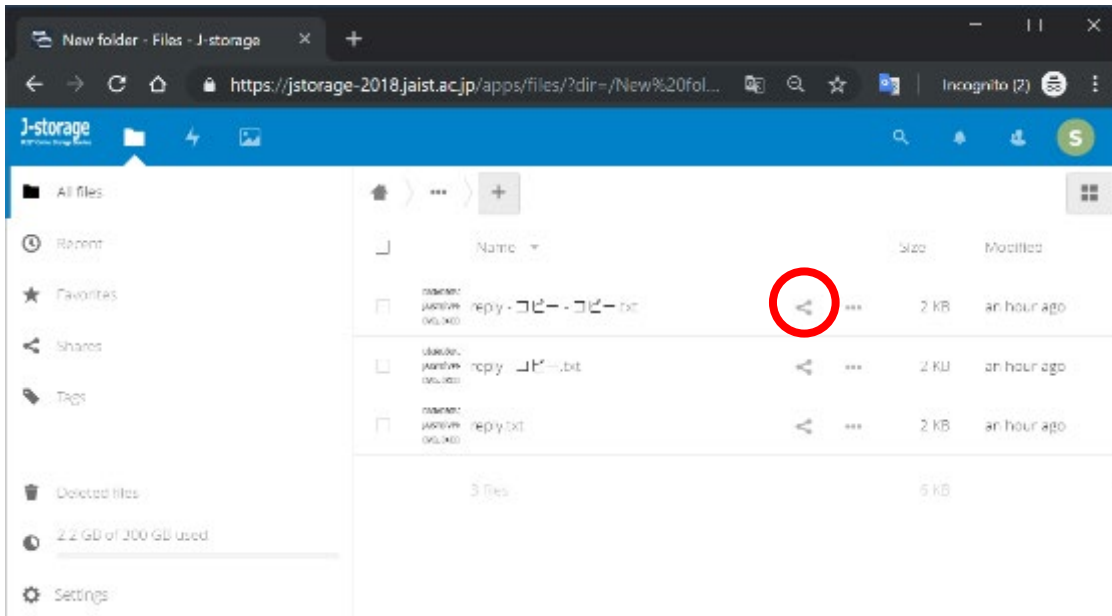 New folder - Files - J-storage
https://jstorage-2018.jaist.ac.jp/apps/files/?dir=/New%20fol...
Incognito (2)
J-storage
S
All files
Name
Size
Modified
Recent
Favorites
reply - コピー - コピー.txt
2 KB
an hour ago
Shares
reply - コピー.txt
2 KB
an hour ago
Tags
reply.txt
2 KB
an hour ago
Deleted files
3 files
6 KB
2.2 GB of 300 GB used
Settings